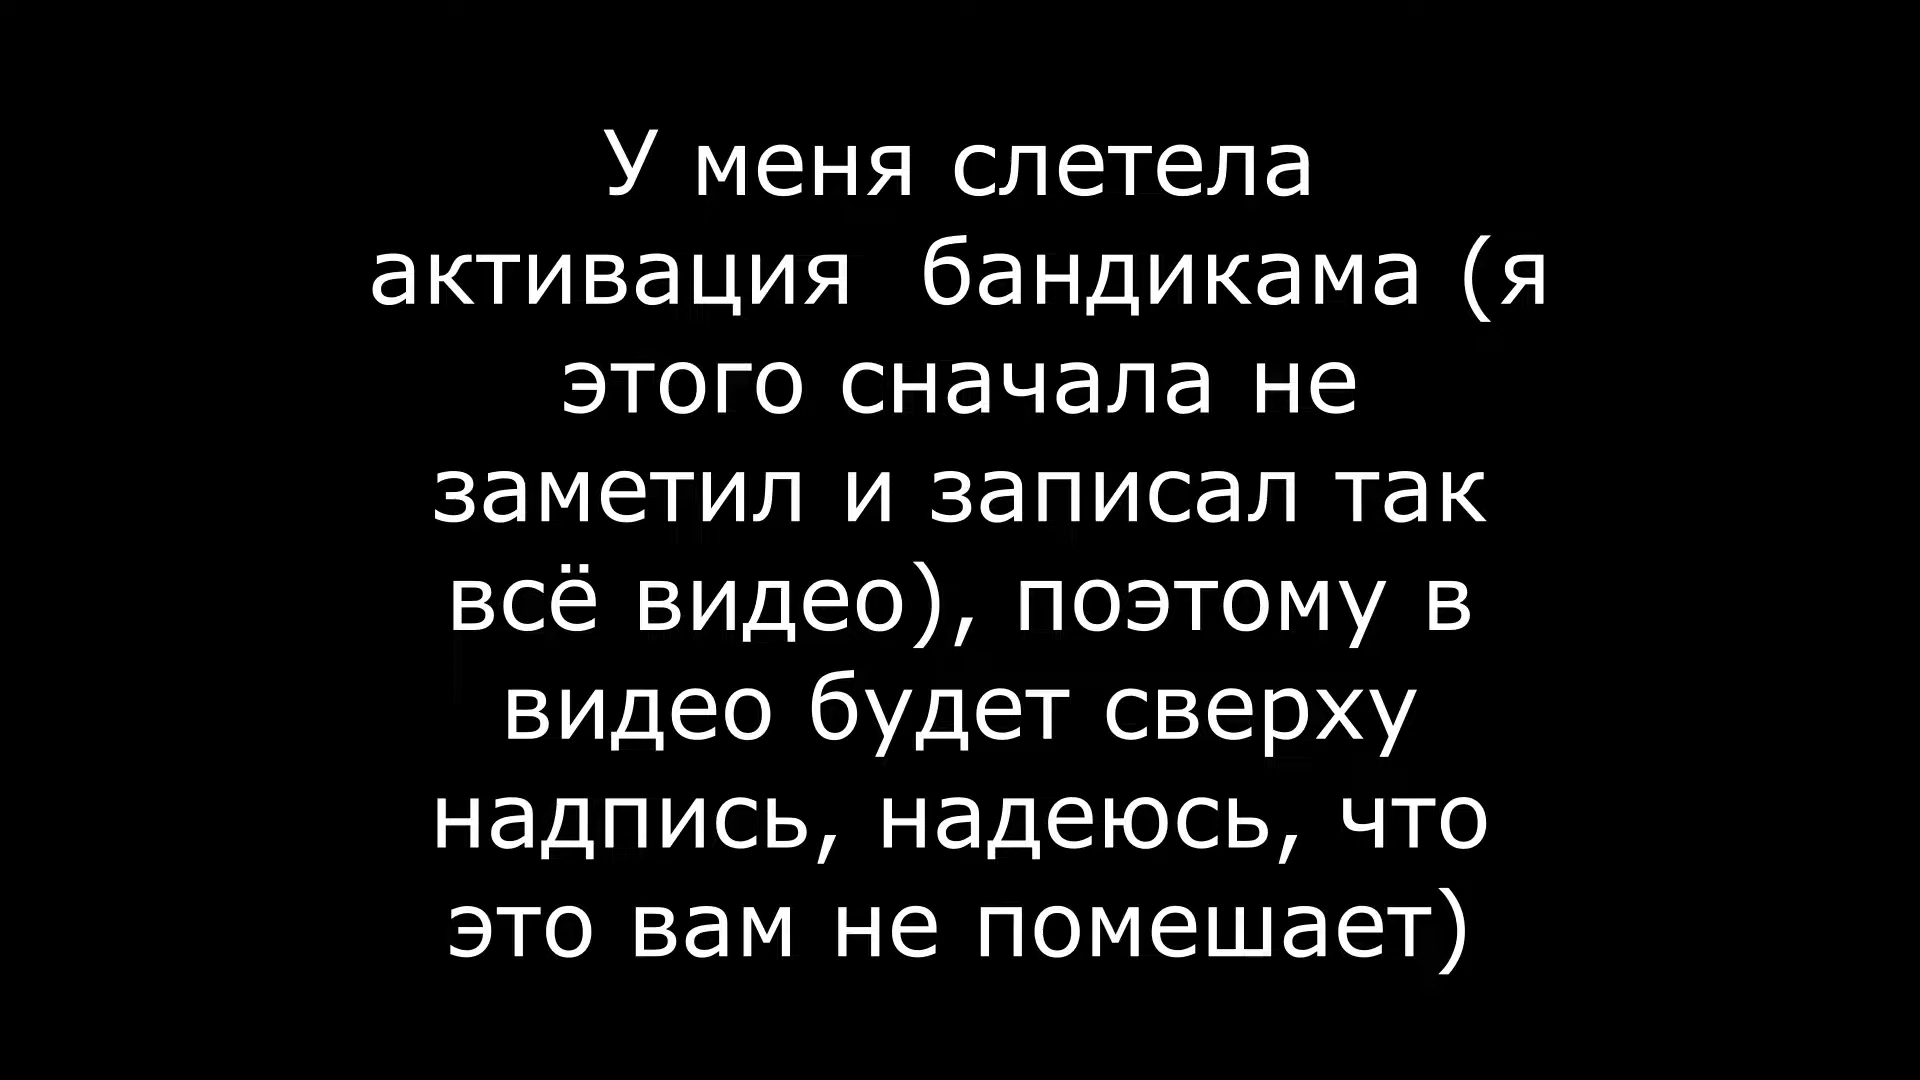 У меня слетела
активация  бандикама (я
этого сначала не
заметил и записал так
всё видео), поэтому в
видео будет сверху
надпись, надеюсь, что
это вам не помешает)